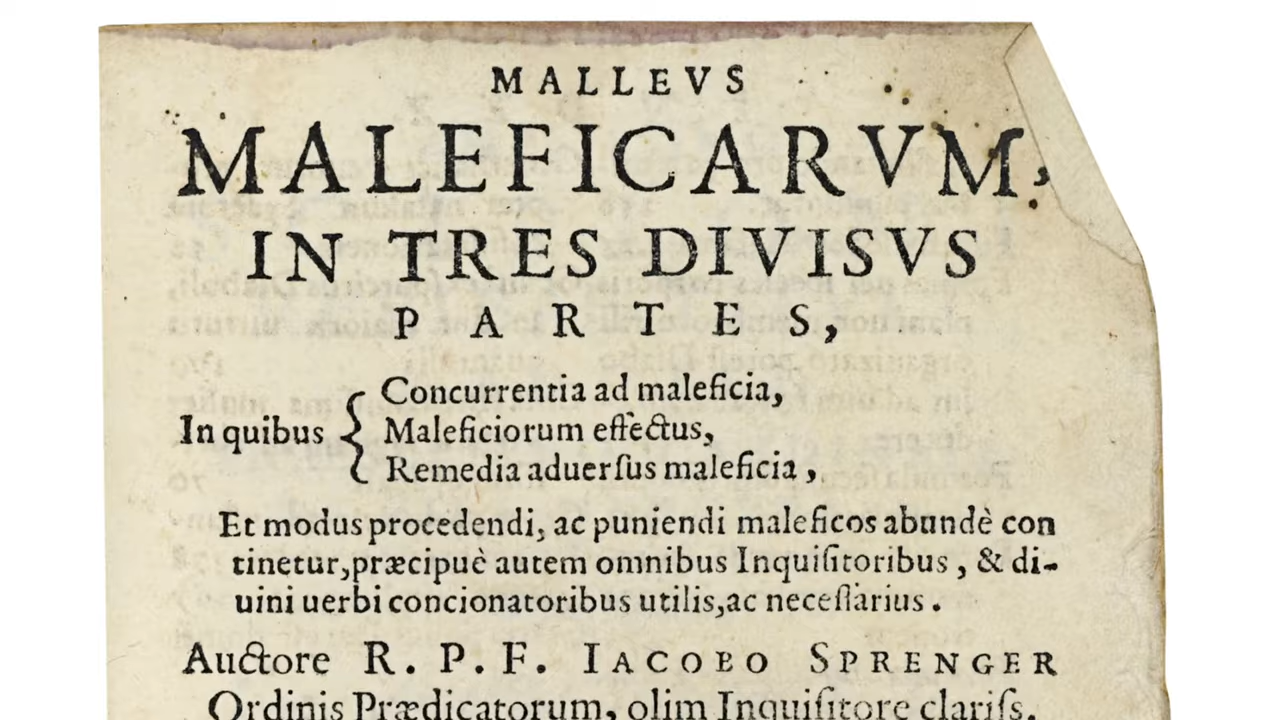 MALLEVS
MALEFICARVM,
IN TRES DIVISVS
PARTES,
Concurrentia ad maleficia,
In quibus { Maleficiorum effectus,
Remedia aduerſus maleficia,
Et modus procedendi, ac puniendi maleficos abundè con
tinetur, præcipuè autem omnibus Inquiſitoribus, & di-
uini uerbi concionatoribus utilis, ac neceſſarius.
Auctore R. P. F. IACOBO SPRENGER
Ordinis Prædicatorum, olim Inquiſitore clariſs.